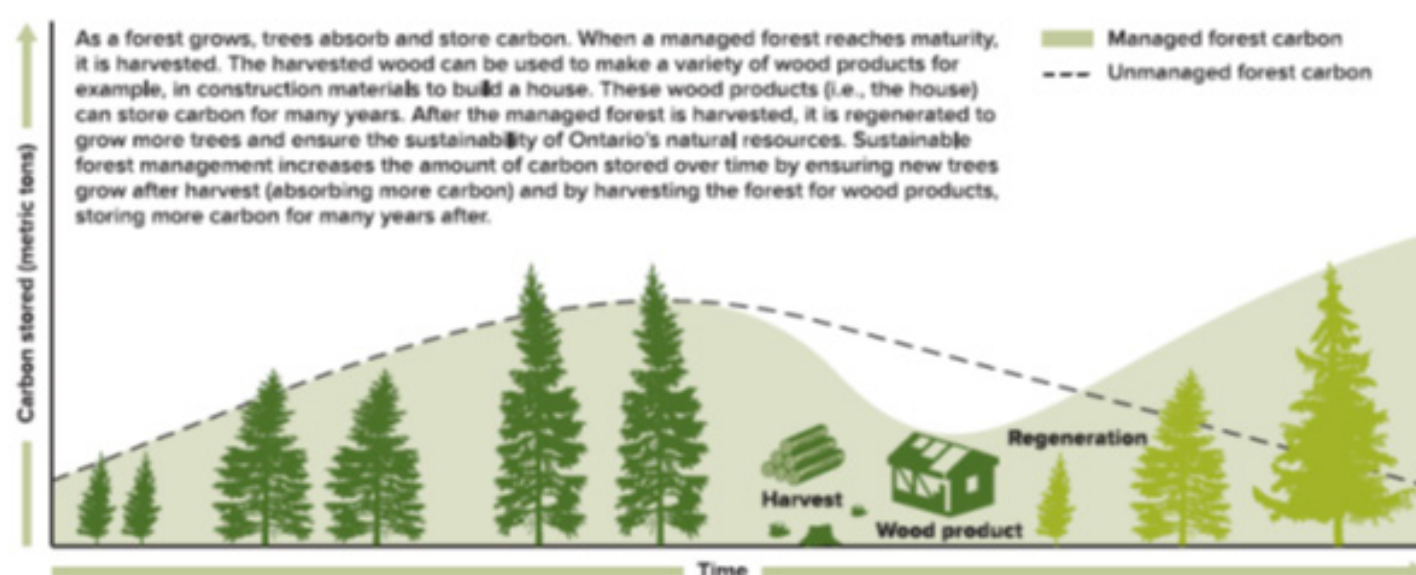 As a forest grows, trees absorb and store carbon. When a managed forest reaches maturity,
it is harvested. The harvested wood can be used to make a variety of wood products for
example, in construction materials to build a house. These wood products (i.e., the house)
can store carbon for many years. After the managed forest is harvested, it is regenerated to
grow more trees and ensure the sustainability of Ontario's natural resources. Sustainable
forest management increases the amount of carbon stored over time by ensuring new trees
grow after harvest (absorbing more carbon) and by harvesting the forest for wood products,
storing more carbon for many years after.
Managed forest carbon
Unmanaged forest carbon
Carbon stored (metric tons)
Regeneration
Harvest
Wood product
Time